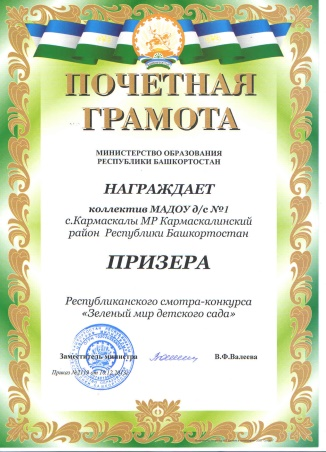 ПОЧЕТНАЯ
ГРАМОТА
МИНИСТЕРСТВО ОБРАЗОВАНИЯ
РЕСПУБЛИКИ БАШКОРТОСТАН
НАГРАЖДАЕТ
коллектив МАДОУ д/с №1
с.Кармаскалы МР Кармаскалинский
район Республики Башкортостан
ПРИЗЕРА
Республиканского смотра-конкурса
«Зеленый мир детского сада»
Заместитель министра В.Ф.Валеева
Приказ